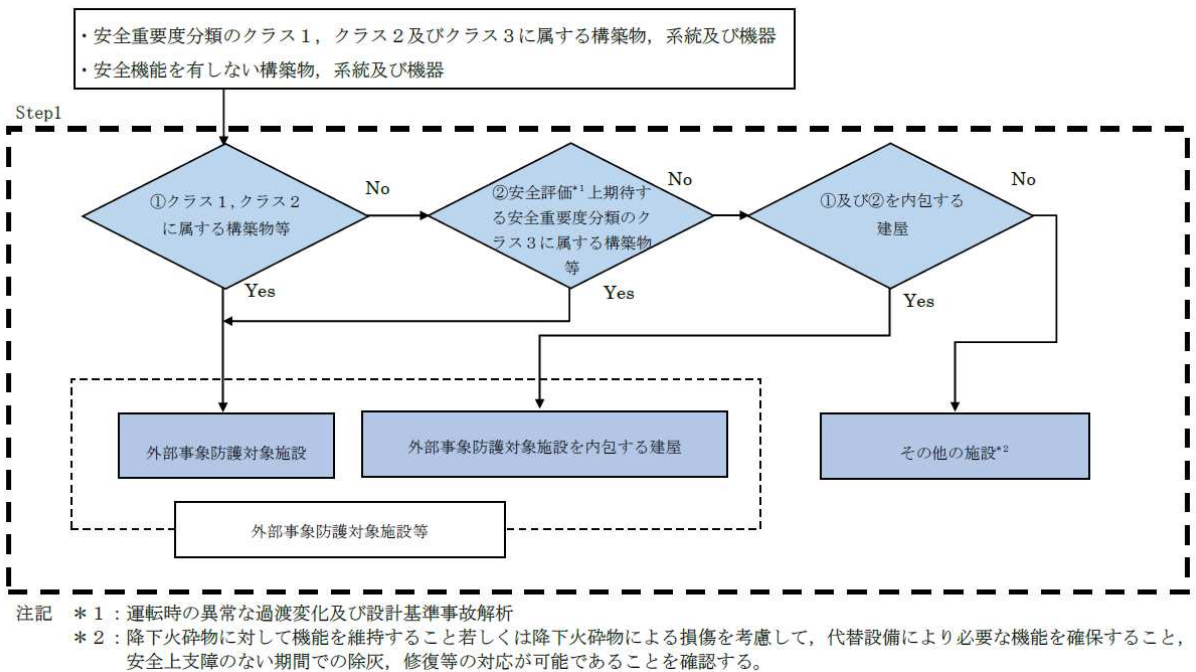 ・安全重要度分類のクラス１，クラス２及びクラス３に属する構築物，系統及び機器
・安全機能を有しない構築物，系統及び機器
Step1
①クラス１,クラス２
に属する構築物等
No
②安全評価*1上期待す
る安全重要度分類のク
ラス３に属する構築物
等
No
①及び②を内包する
建屋
No
Yes
Yes
Yes
外部事象防護対象施設
外部事象防護対象施設を内包する建屋
その他の施設*2
外部事象防護対象施設等
注記　＊１：運転時の異常な過渡変化及び設計基準事故解析
＊２：降下火砕物に対して機能を維持すること若しくは降下火砕物による損傷を考慮して，代替設備により必要な機能を確保すること，
安全上支障のない期間での除灰，修復等の対応が可能であることを確認する。